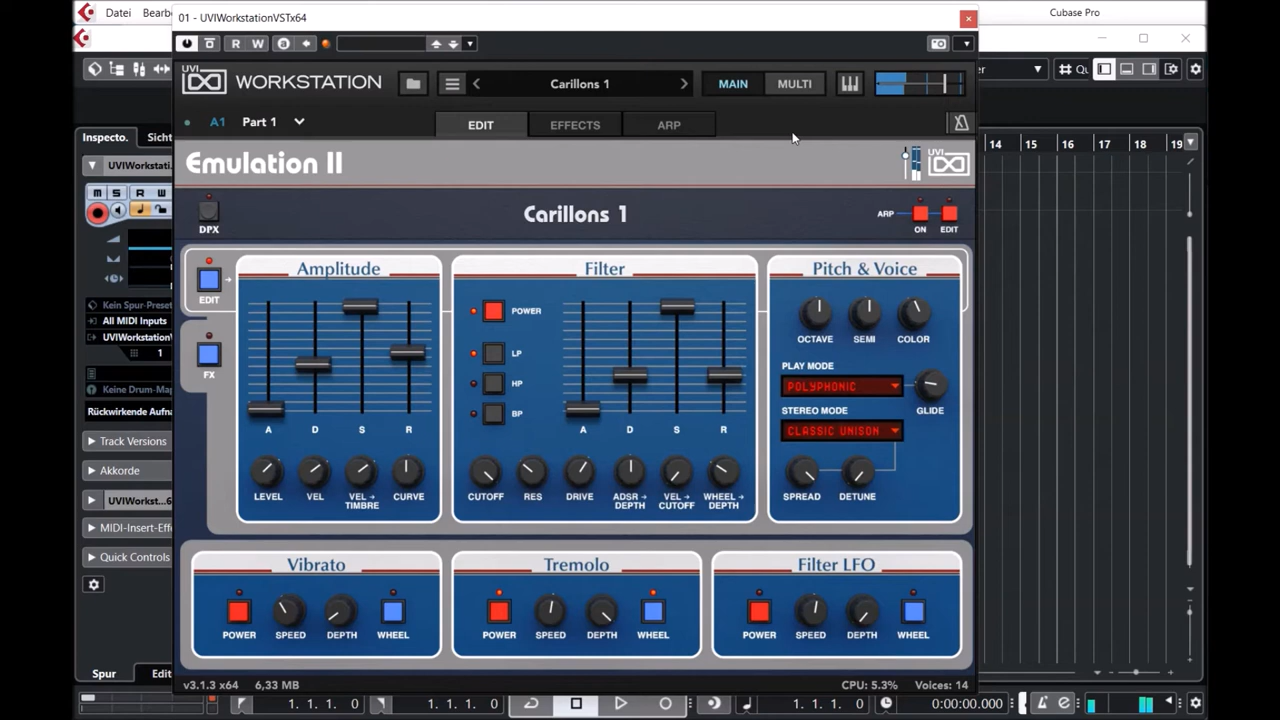 Datei
Bearb
01 - UVIWorkstationVSTx64
Cubase Pro
R W
UVI
WORKSTATION
Carillons 1
MAIN
MULTI
A1 Part 1
EDIT
EFFECTS
ARP
Emulation II
UVI
DPX
Carillons 1
ARP
ON
EDIT
Inspecto.
Sicht
UVIWorkstati
m S R W
14 15 16 17 18 19
EDIT
FX
Amplitude
A D S R
LEVEL
VEL
VEL→
TIMBRE
CURVE
Filter
POWER
LP
HP
BP
A D S R
CUTOFF
RES
DRIVE
ADSR→
DEPTH
VEL→
CUTOFF
WHEEL→
DEPTH
Pitch & Voice
OCTAVE
SEMI
COLOR
PLAY MODE
POLYPHONIC
GLIDE
STEREO MODE
CLASSIC UNISON
SPREAD
DETUNE
Kein Spur-Preset
All MIDI Inputs
UVIWorkstationV
1
Keine Drum-Map
Rückwirkende Aufna
Track Versions
Akkorde
UVIWorkst...6
MIDI-Insert-Effe
Quick Controls
Vibrato
POWER
SPEED
DEPTH
WHEEL
Tremolo
POWER
SPEED
DEPTH
WHEEL
Filter LFO
POWER
SPEED
DEPTH
WHEEL
Spur
Edit
v3.1.3 x64
6,33 MB
CPU: 5.3%
Voices: 14
1. 1. 1. 0
1. 1. 1. 0
1. 1. 1. 0
0:00:00.000